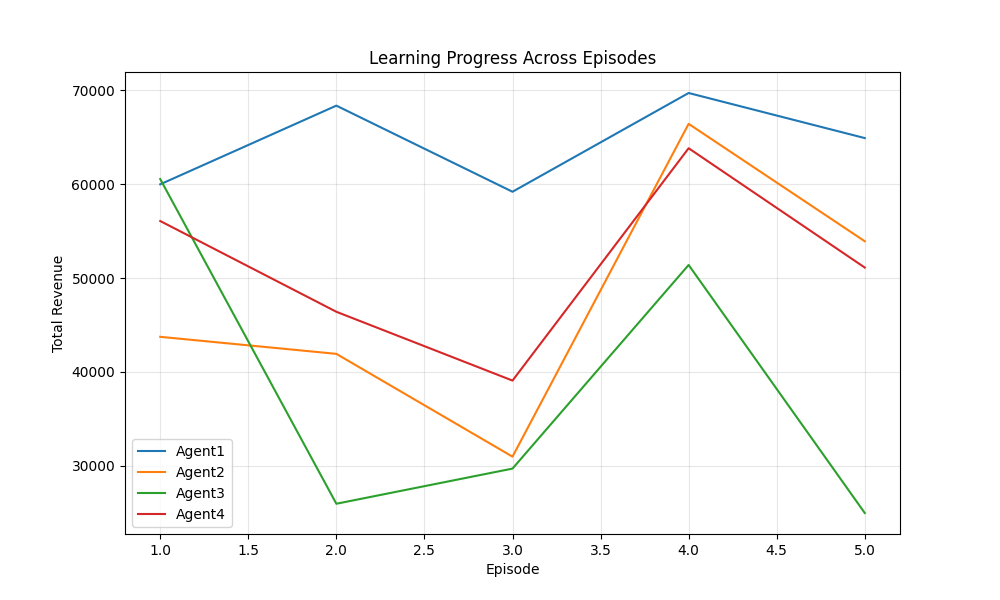 Learning Progress Across Episodes
Total Revenue
70000
60000
50000
40000
30000
Agent1
Agent2
Agent3
Agent4
1.0 1.5 2.0 2.5 3.0 3.5 4.0 4.5 5.0
Episode